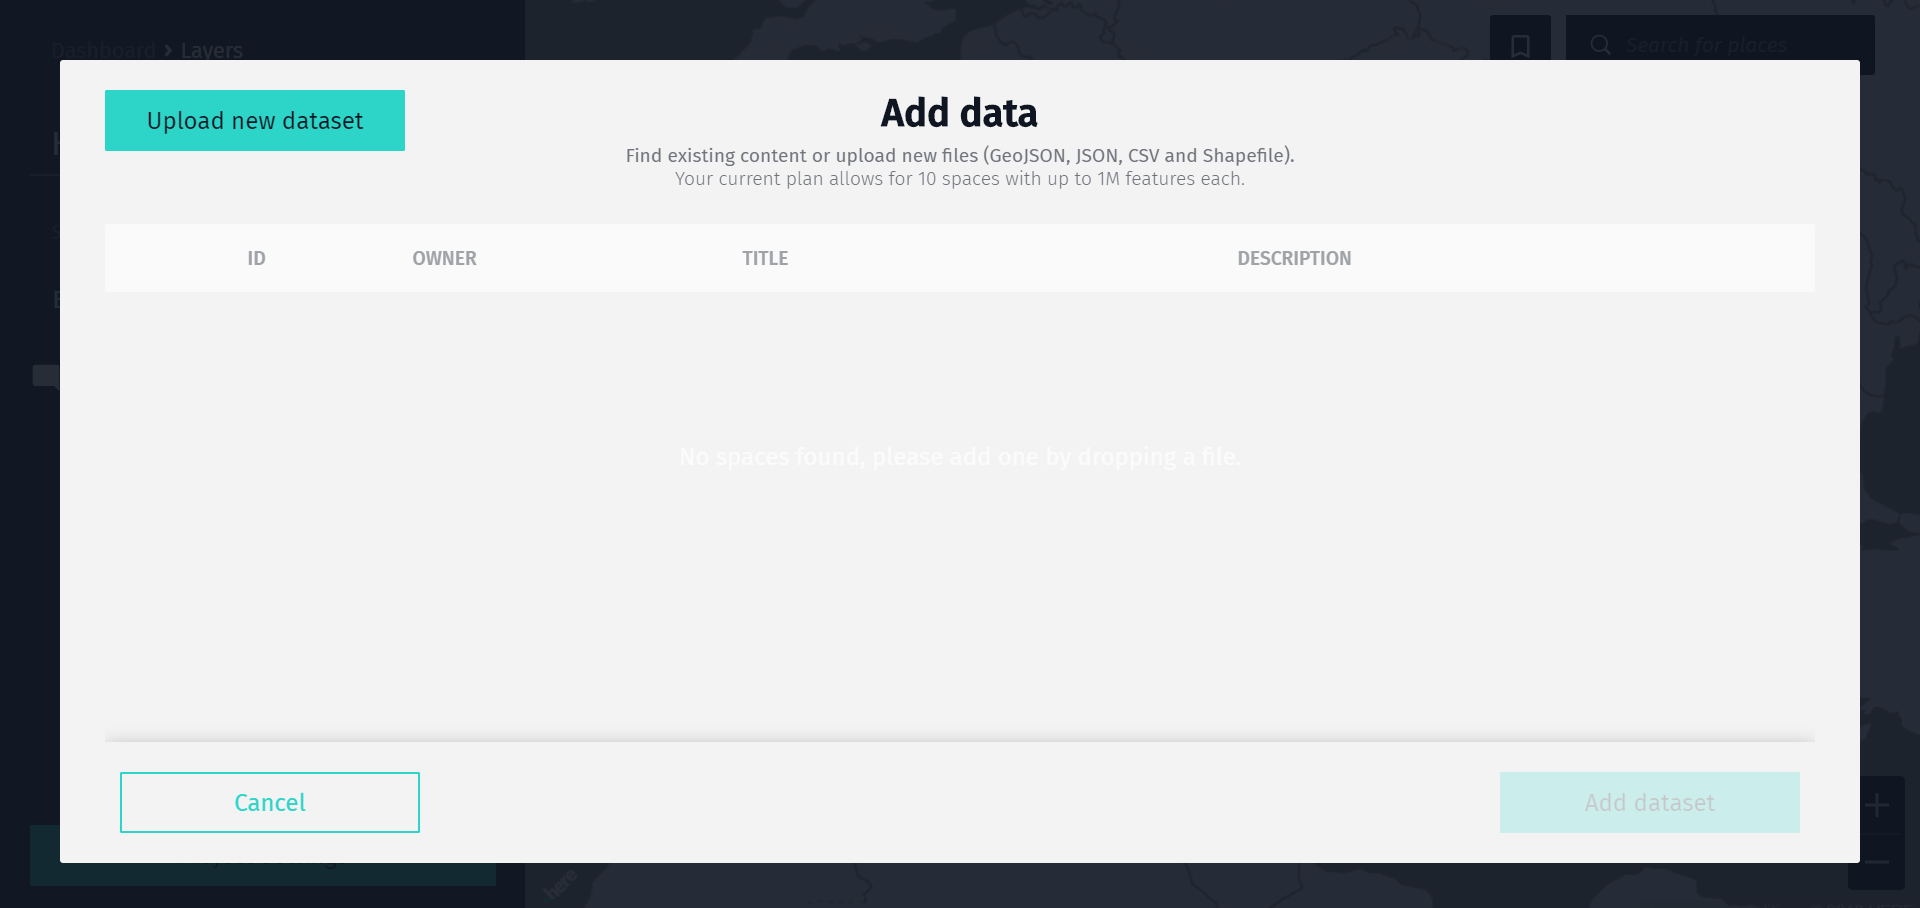 Dashboard › Layers
Search for places
Upload new dataset
Add data
Find existing content or upload new files (GeoJSON, JSON, CSV and Shapefile).
Your current plan allows for 10 spaces with up to 1M features each.
ID OWNER TITLE DESCRIPTION
No spaces found, please add one by dropping a file.
Cancel
Add dataset
here